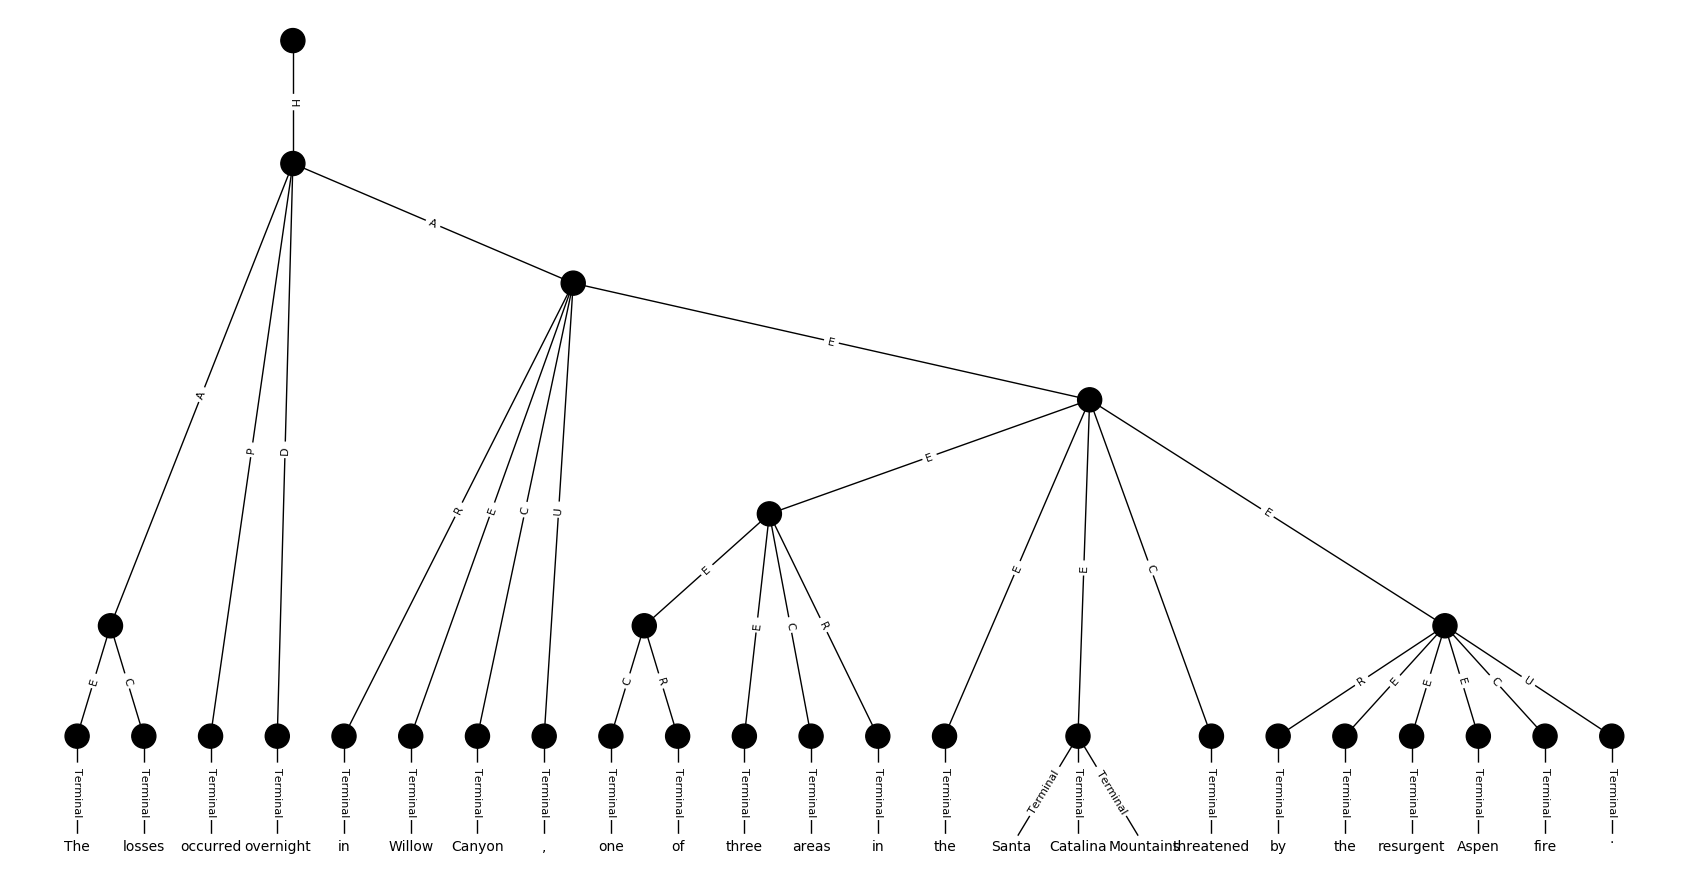 H
A
A
E
E
A
P
D
R
E
C
U
E
E
E
C
E
E
C
R
E
C
C
R
R
E
E
E
C
U
Terminal Terminal Terminal Terminal Terminal Terminal Terminal Terminal Terminal Terminal Terminal Terminal Terminal Terminal Terminal Terminal Terminal Terminal Terminal Terminal Terminal Terminal Terminal Terminal
The losses occurred overnight in Willow Canyon , one of three areas in the Santa Catalina Mountains threatened by the resurgent Aspen fire .